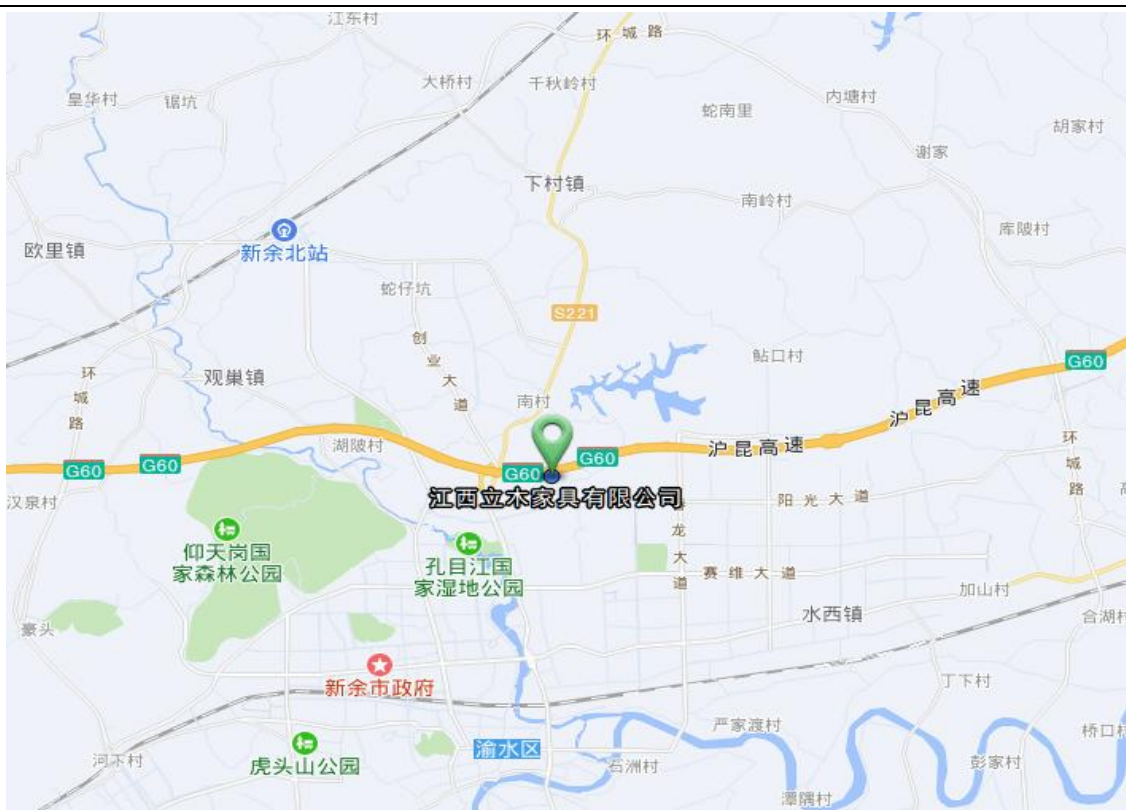 江东村
环城路
大桥村
千秋岭村
皇华村
锯坑
蛇南里
内塘村
胡家村
谢家
下村镇
南岭村
库陂村
欧里镇
新余北站
蛇仔坑
S221
创业大道
鲇口村
G60
观巢镇
环城路
南村
沪昆高速
湖陂村
沪昆高速
G60
G60
G60
G60
环城路
汉泉村
江西立木家具有限公司
阳光大道
龙大道
仰天岗国
家森林公园
孔目江国
家湿地公园
赛维大道
加山村
水西镇
合湖村
豪头
新余市政府
丁下村
严家渡村
桥口村
河下村
虎头山公园
渝水区
石洲村
彭家村
潭隅村